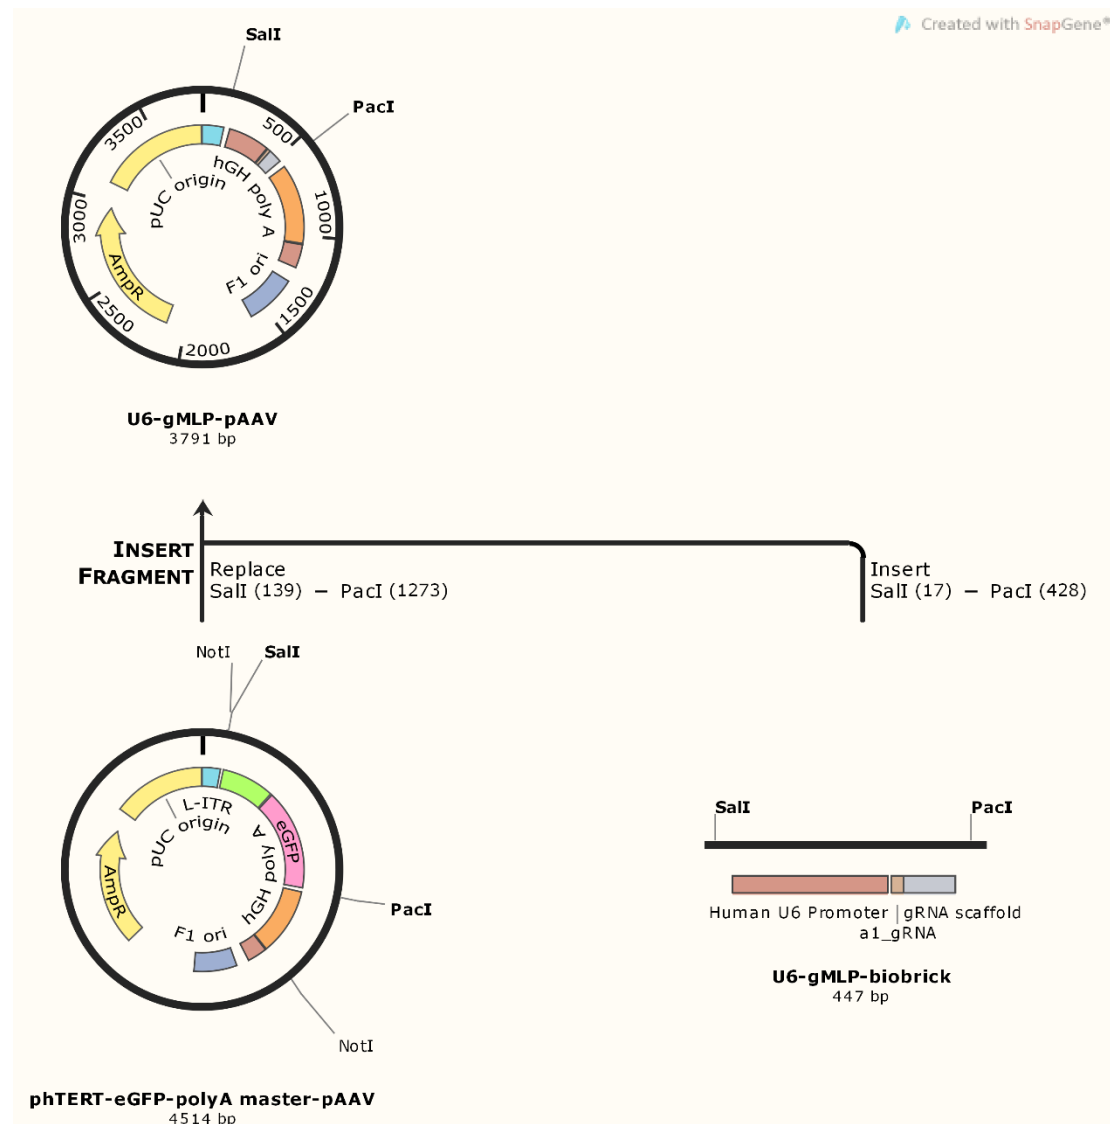 Created with SnapGene®
SalI
PacI
500
1000
1500
2000
2500
3000
3500
hGH poly A
F1 ori
AmpR
pUC origin
U6-gMLP-pAAV
3791 bp
INSERT
FRAGMENT
Replace
SalI (139) – PacI (1273)
Insert
SalI (17) – PacI (428)
NotI
SalI
L-ITR
pUC origin
eGFP
hGH poly A
AmpR
F1 ori
PacI
NotI
phTERT-eGFP-polyA master-pAAV
4514 bp
SalI
PacI
Human U6 Promoter
gRNA scaffold
a1_gRNA
U6-gMLP-biobrick
447 bp